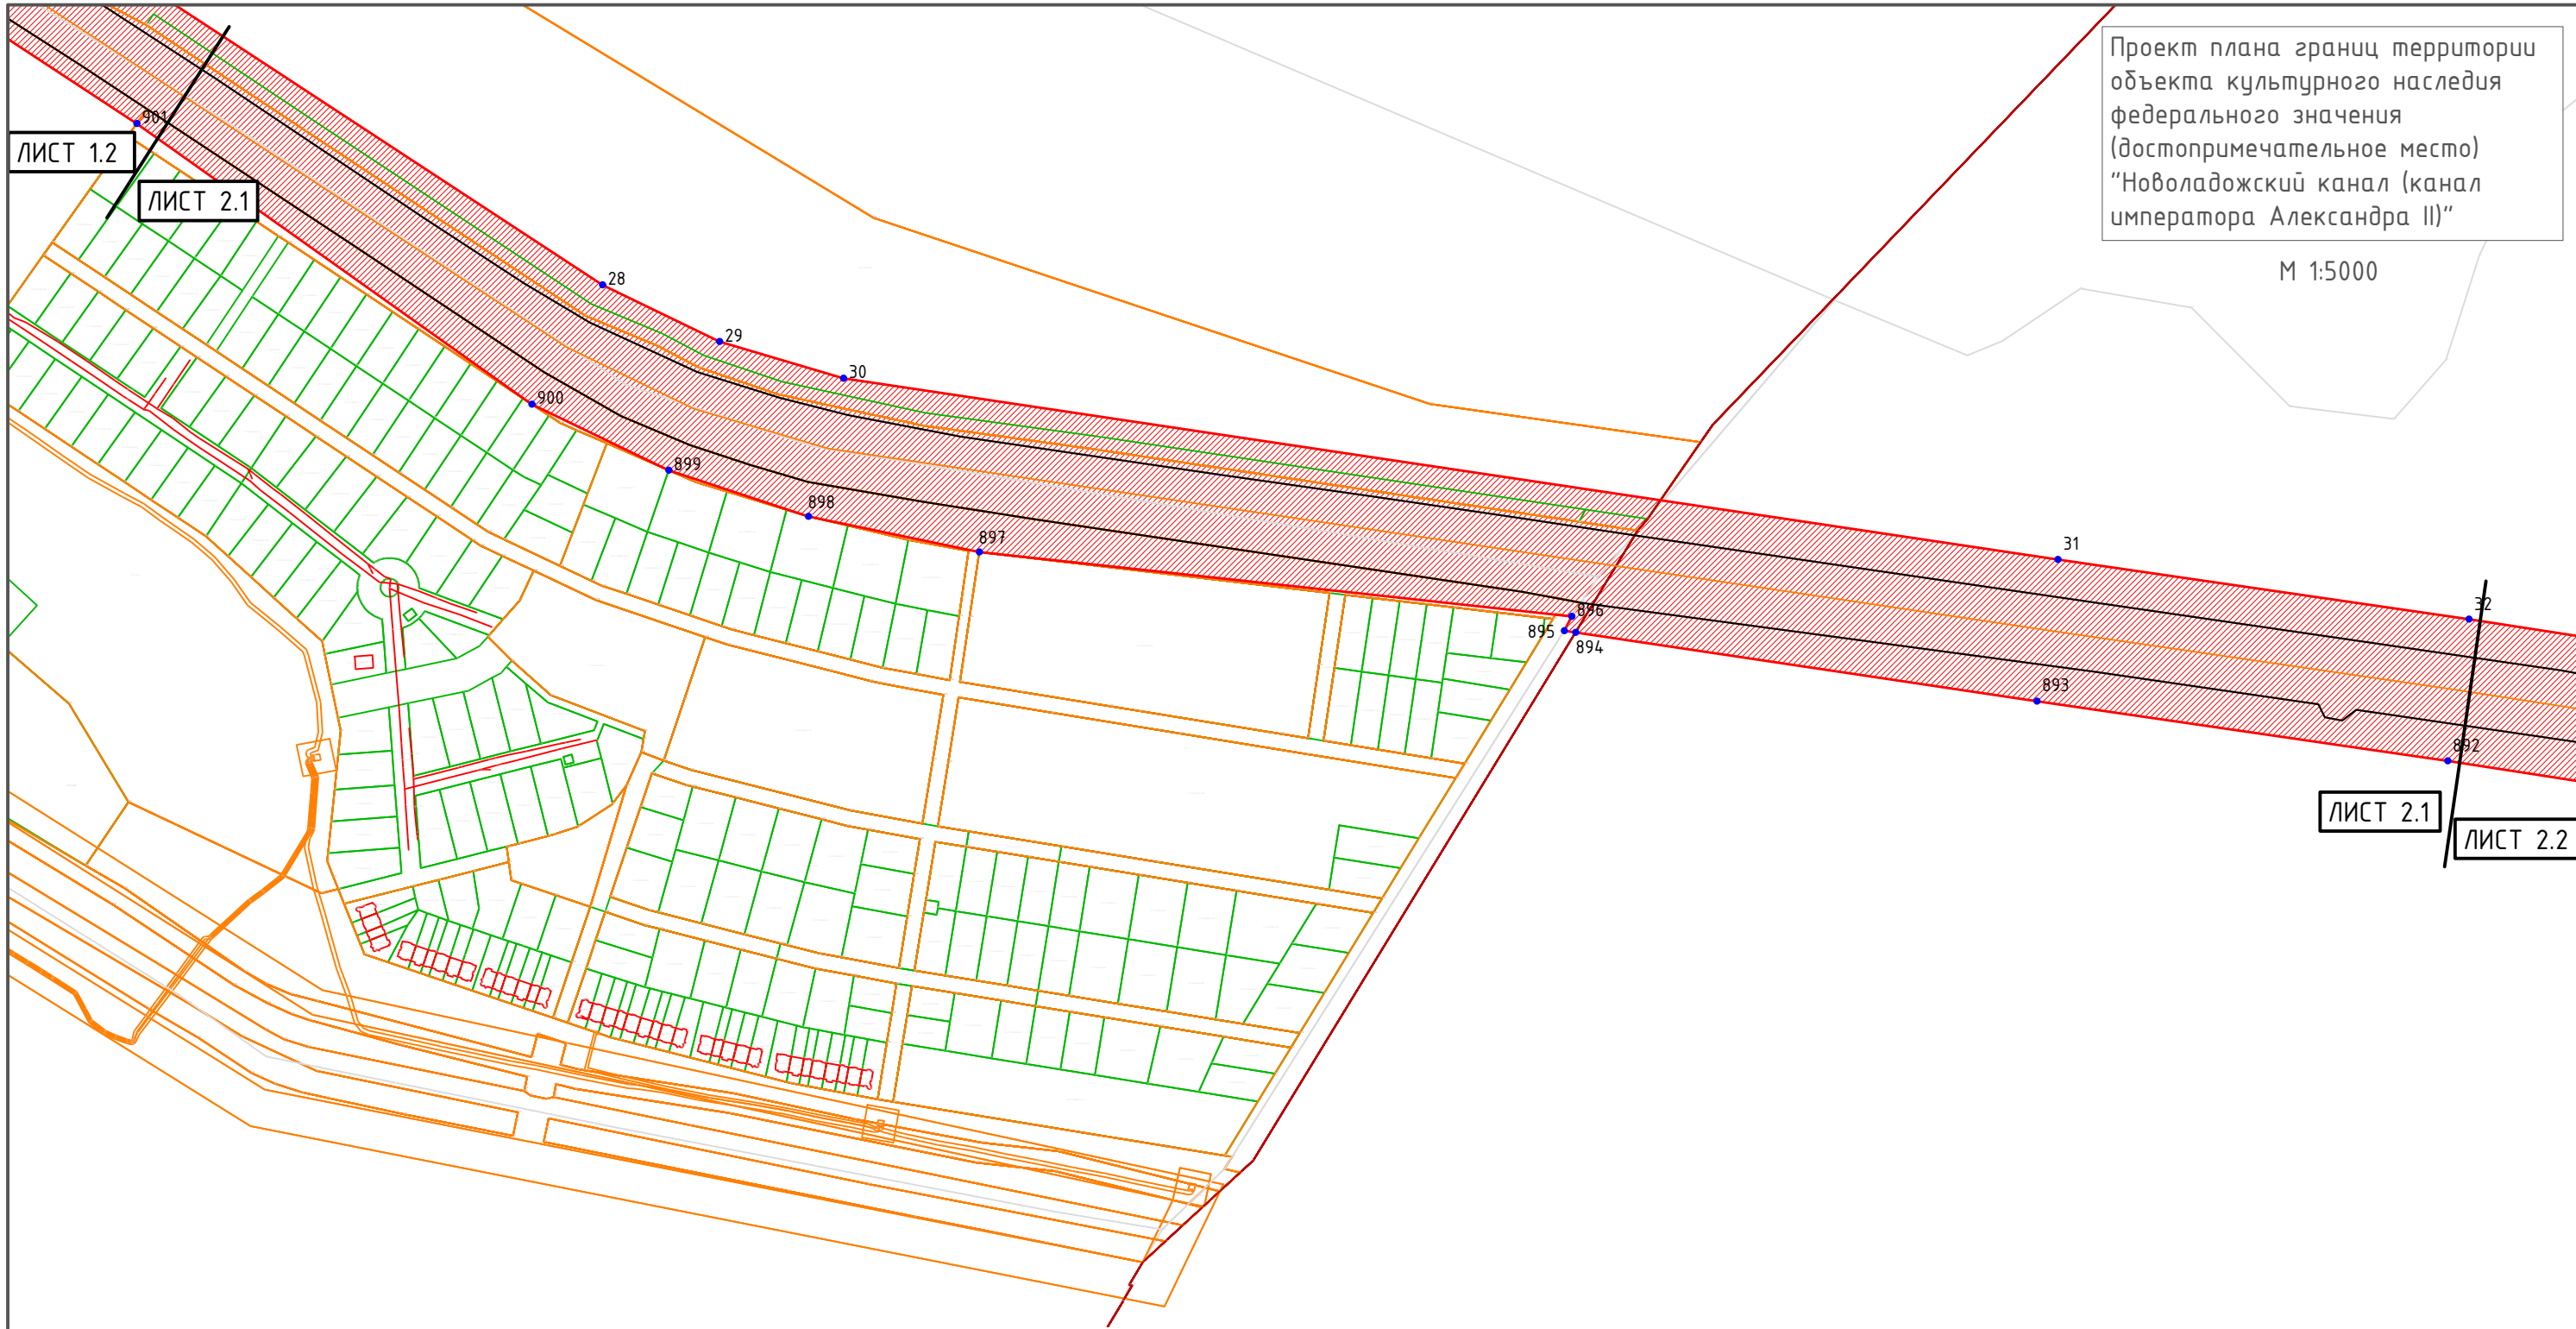 Проект плана границ территории
объекта культурного наследия
федерального значения
(достопримечательное место)
"Новоладожский канал (канал
императора Александра II)"
М 1:5000
901
ЛИСТ 1.2
ЛИСТ 2.1
28
29
30
900
899
898
897
896
895
894
31
32
893
892
ЛИСТ 2.1
ЛИСТ 2.2